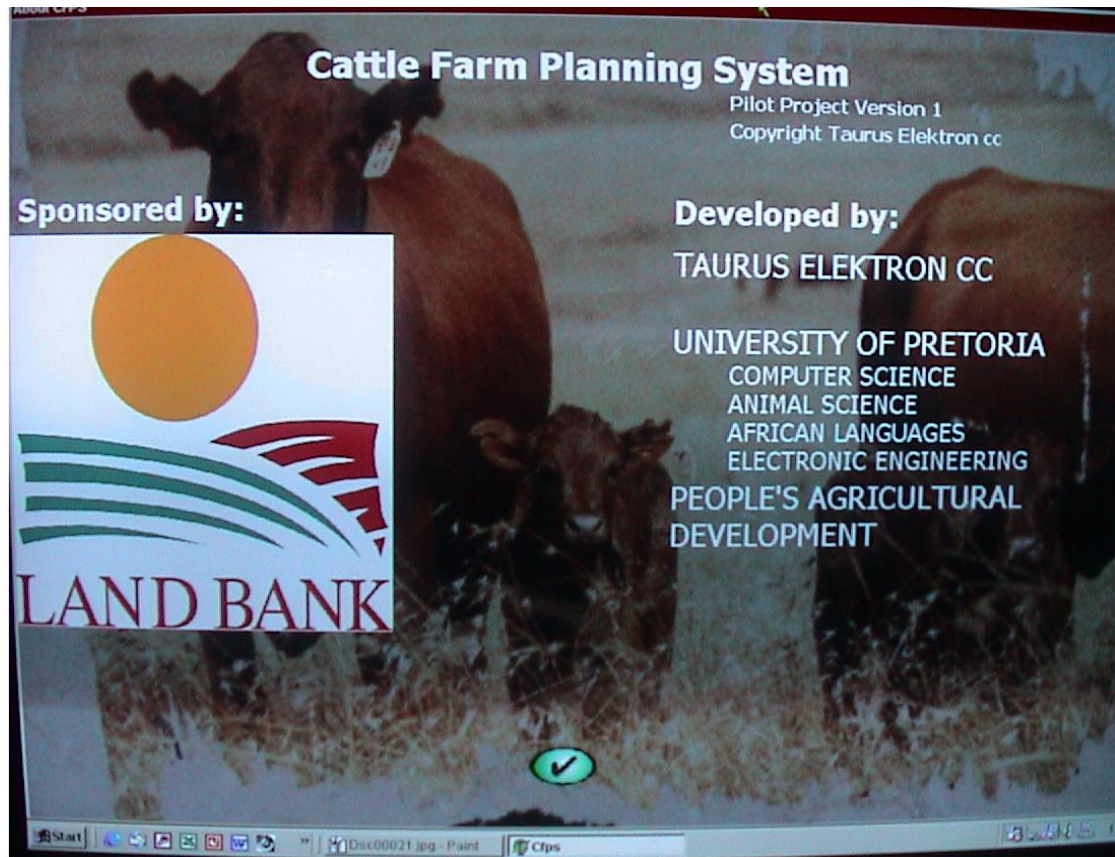 About CFPS
Cattle Farm Planning System
Pilot Project Version 1
Copyright Taurus Elektron cc
Sponsored by:
LAND BANK
Developed by:
TAURUS ELEKTRON CC
UNIVERSITY OF PRETORIA
COMPUTER SCIENCE
ANIMAL SCIENCE
AFRICAN LANGUAGES
ELECTRONIC ENGINEERING
PEOPLE'S AGRICULTURAL
DEVELOPMENT
Start
Dsc00021.jpg - Paint
Cfps